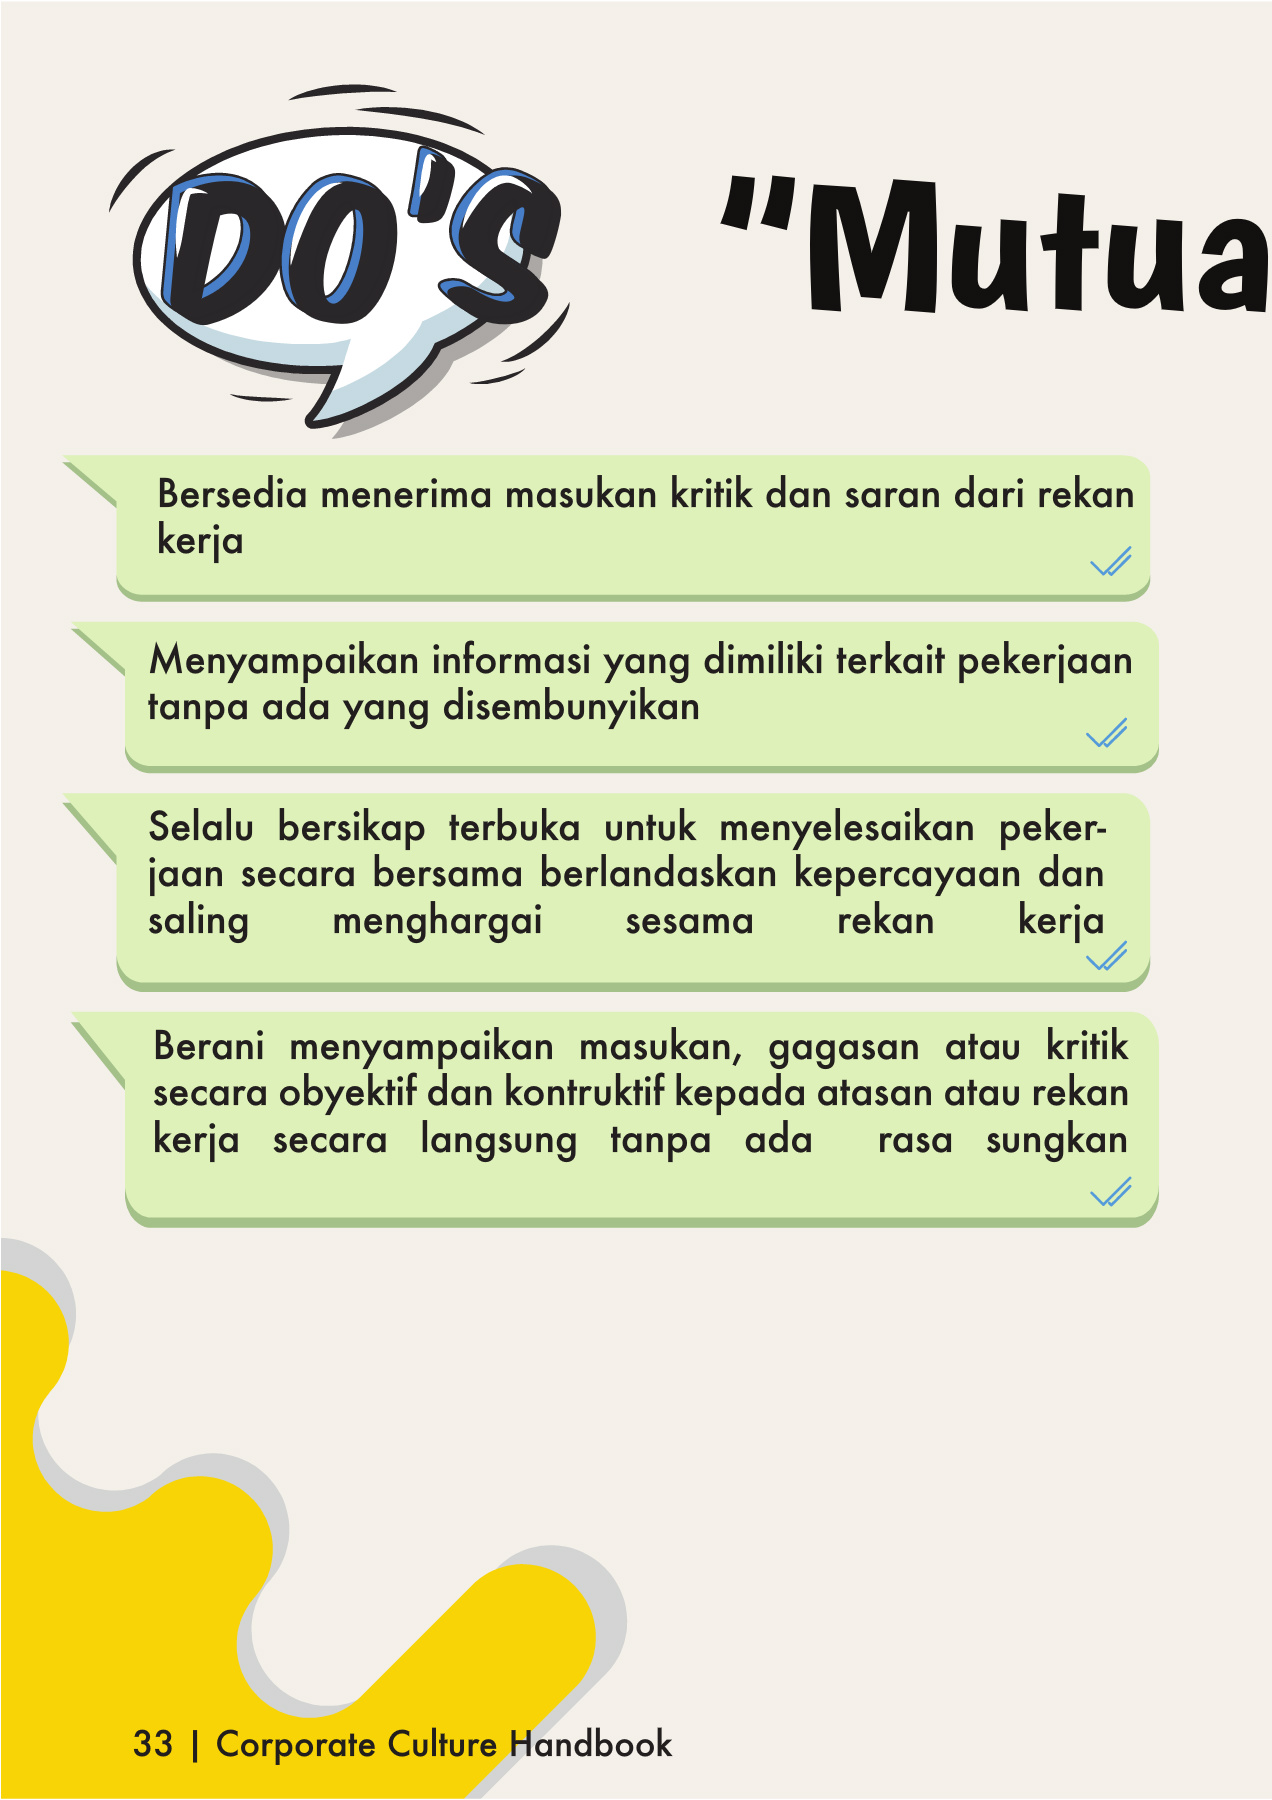 DO'S
"Mutua
Bersedia menerima masukan kritik dan saran dari rekan
kerja
Menyampaikan informasi yang dimiliki terkait pekerjaan
tanpa ada yang disembunyikan
Selalu bersikap terbuka untuk menyelesaikan peker-
jaan secara bersama berlandaskan kepercayaan dan
saling menghargai sesama rekan kerja
Berani menyampaikan masukan, gagasan atau kritik
secara obyektif dan kontruktif kepada atasan atau rekan
kerja secara langsung tanpa ada rasa sungkan
33 | Corporate Culture Handbook